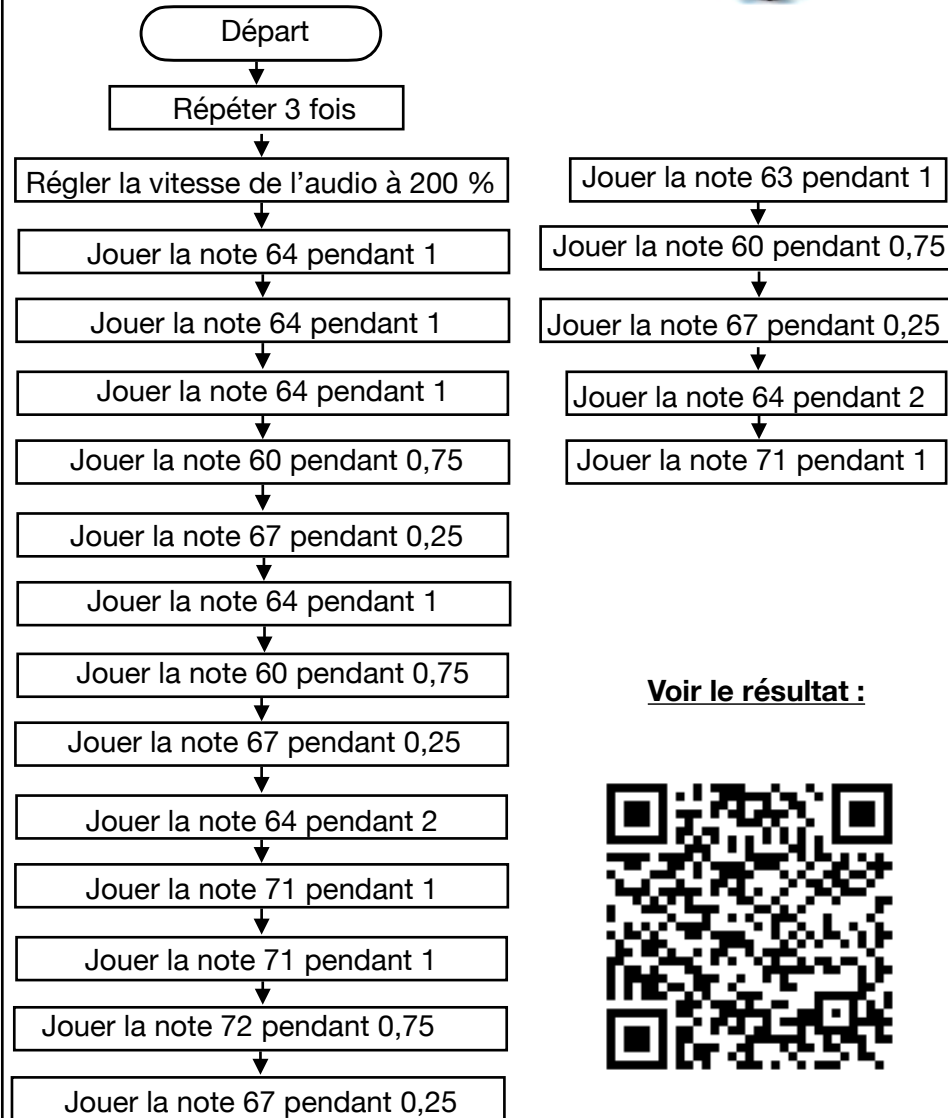 Départ
Répéter 3 fois
Régler la vitesse de l'audio à 200 %
Jouer la note 64 pendant 1
Jouer la note 64 pendant 1
Jouer la note 64 pendant 1
Jouer la note 60 pendant 0,75
Jouer la note 67 pendant 0,25
Jouer la note 64 pendant 1
Jouer la note 60 pendant 0,75
Jouer la note 67 pendant 0,25
Jouer la note 64 pendant 2
Jouer la note 71 pendant 1
Jouer la note 71 pendant 1
Jouer la note 72 pendant 0,75
Jouer la note 67 pendant 0,25
Jouer la note 63 pendant 1
Jouer la note 60 pendant 0,75
Jouer la note 67 pendant 0,25
Jouer la note 64 pendant 2
Jouer la note 71 pendant 1
Voir le résultat :